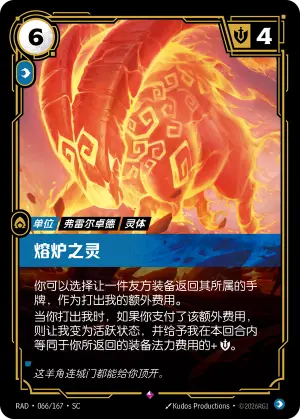 6
4
单位 弗雷尔卓德 灵体
熔炉之灵
你可以选择让一件友方装备返回其所属的手
牌，作为打出我的额外费用。
当你打出我时，如果你支付了该额外费用，
则让我变为活跃状态，并给予我在本回合内
等同于你所返回的装备法力费用的+。
这羊角连城门都能给你顶开。
RAD • 066/167 • SC Kudos Productions • ©2026RGI